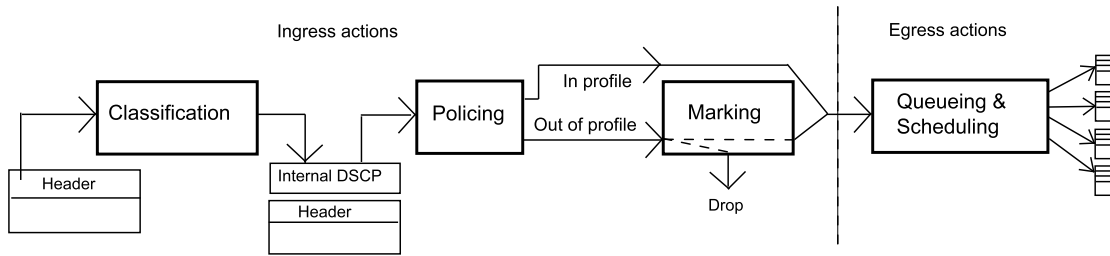 Ingress actions
Egress actions
Classification
Policing
In profile
Out of profile
Marking
Queueing &
Scheduling
Header
Internal DSCP
Header
Drop